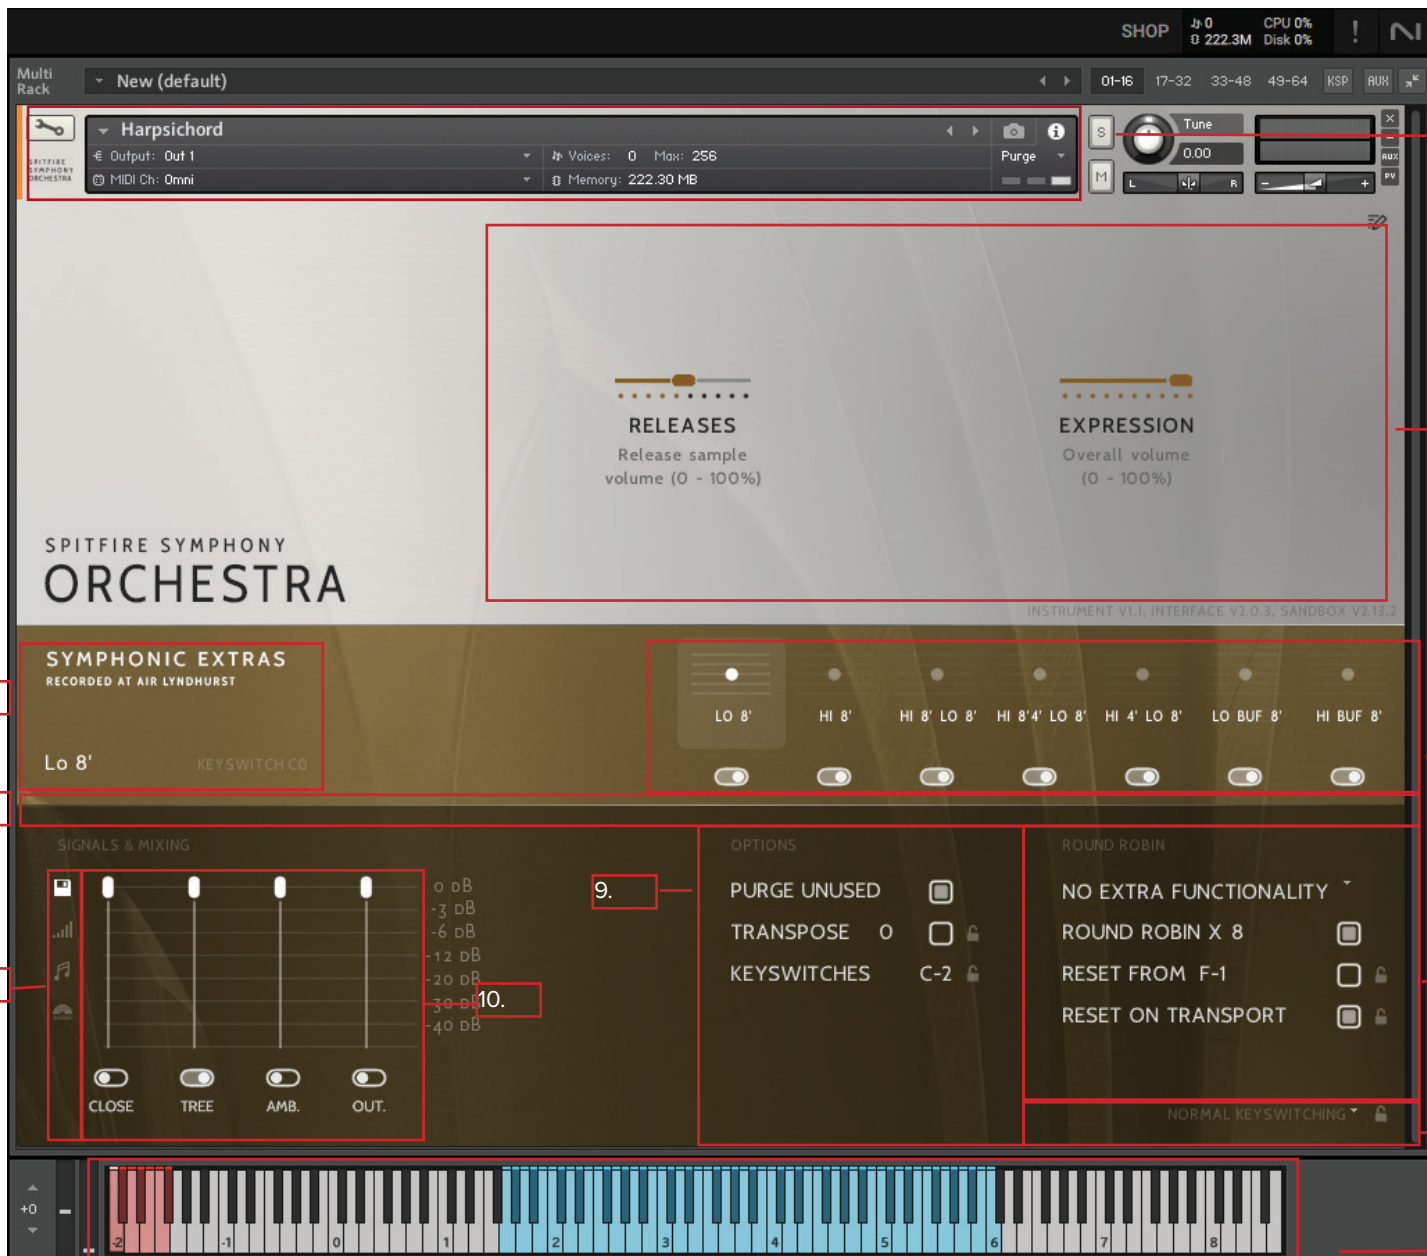 SHOP
0
CPU 0%
222.3M
Disk 0%
Multi
Rack
New (default)
01-16
17-32
33-48
49-64
KSP
AUX
SPITFIRE
SYMPHONY
ORCHESTRA
Harpsichord
Output: Out 1
Voices: 0 Max: 256
Purge
MIDI Ch: Omni
Memory: 222.30 MB
S
M
Tune
0.00
L
R
AUX
PV
RELEASES
Release sample
volume (0 - 100%)
EXPRESSION
Overall volume
(0 - 100%)
SPITFIRE SYMPHONY
ORCHESTRA
INSTRUMENT V1.1, INTERFACE V2.0.3, SANDBOX V2.13.2
SYMPHONIC EXTRAS
RECORDED AT AIR LYNDHURST
Lo 8'
KEYSWITCH C0
LO 8'
HI 8'
HI 8' LO 8'
HI 8'4' LO 8'
HI 4' LO 8'
LO BUF 8'
HI BUF 8'
SIGNALS & MIXING
0 dB
-3 dB
-6 dB
-12 dB
-20 dB
-30 dB
-40 dB
10.
CLOSE
TREE
AMB.
OUT.
9.
OPTIONS
PURGE UNUSED
TRANSPOSE 0
KEYSWITCHES C-2
ROUND ROBIN
NO EXTRA FUNCTIONALITY
ROUND ROBIN X 8
RESET FROM F-1
RESET ON TRANSPORT
NORMAL KEYSWITCHING
+0
-2
-1
0
1
2
3
4
5
6
7
8